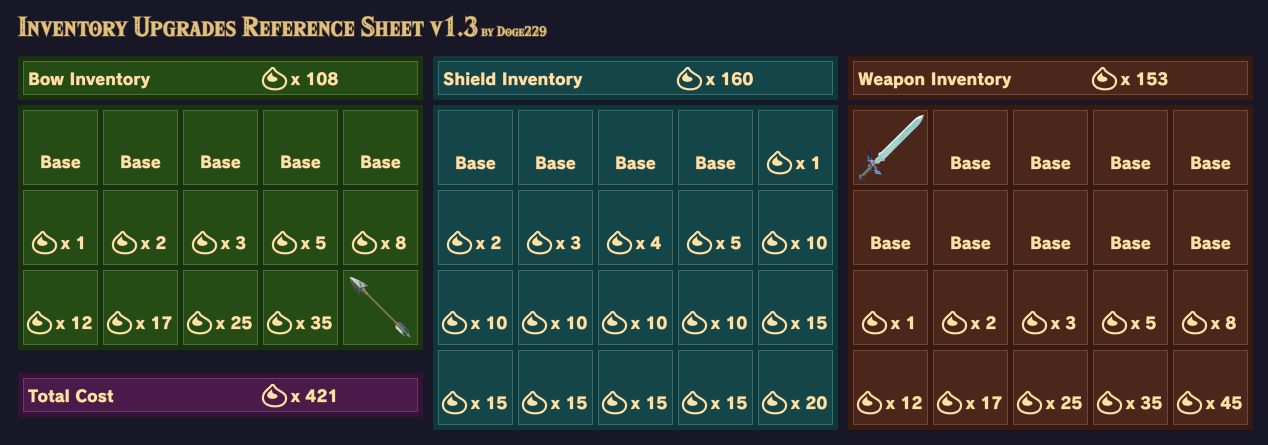 Inventory Upgrades Reference Sheet v1.3 by Doge229
Bow Inventory x 108
Base Base Base Base Base
x 1 x 2 x 3 x 5 x 8
x 12 x 17 x 25 x 35
Total Cost x 421
Shield Inventory x 160
Base Base Base Base x 1
x 2 x 3 x 4 x 5 x 10
x 10 x 10 x 10 x 10 x 15
x 15 x 15 x 15 x 15 x 20
Weapon Inventory x 153
Base Base Base Base
Base Base Base Base Base
x 1 x 2 x 3 x 5 x 8
x 12 x 17 x 25 x 35 x 45